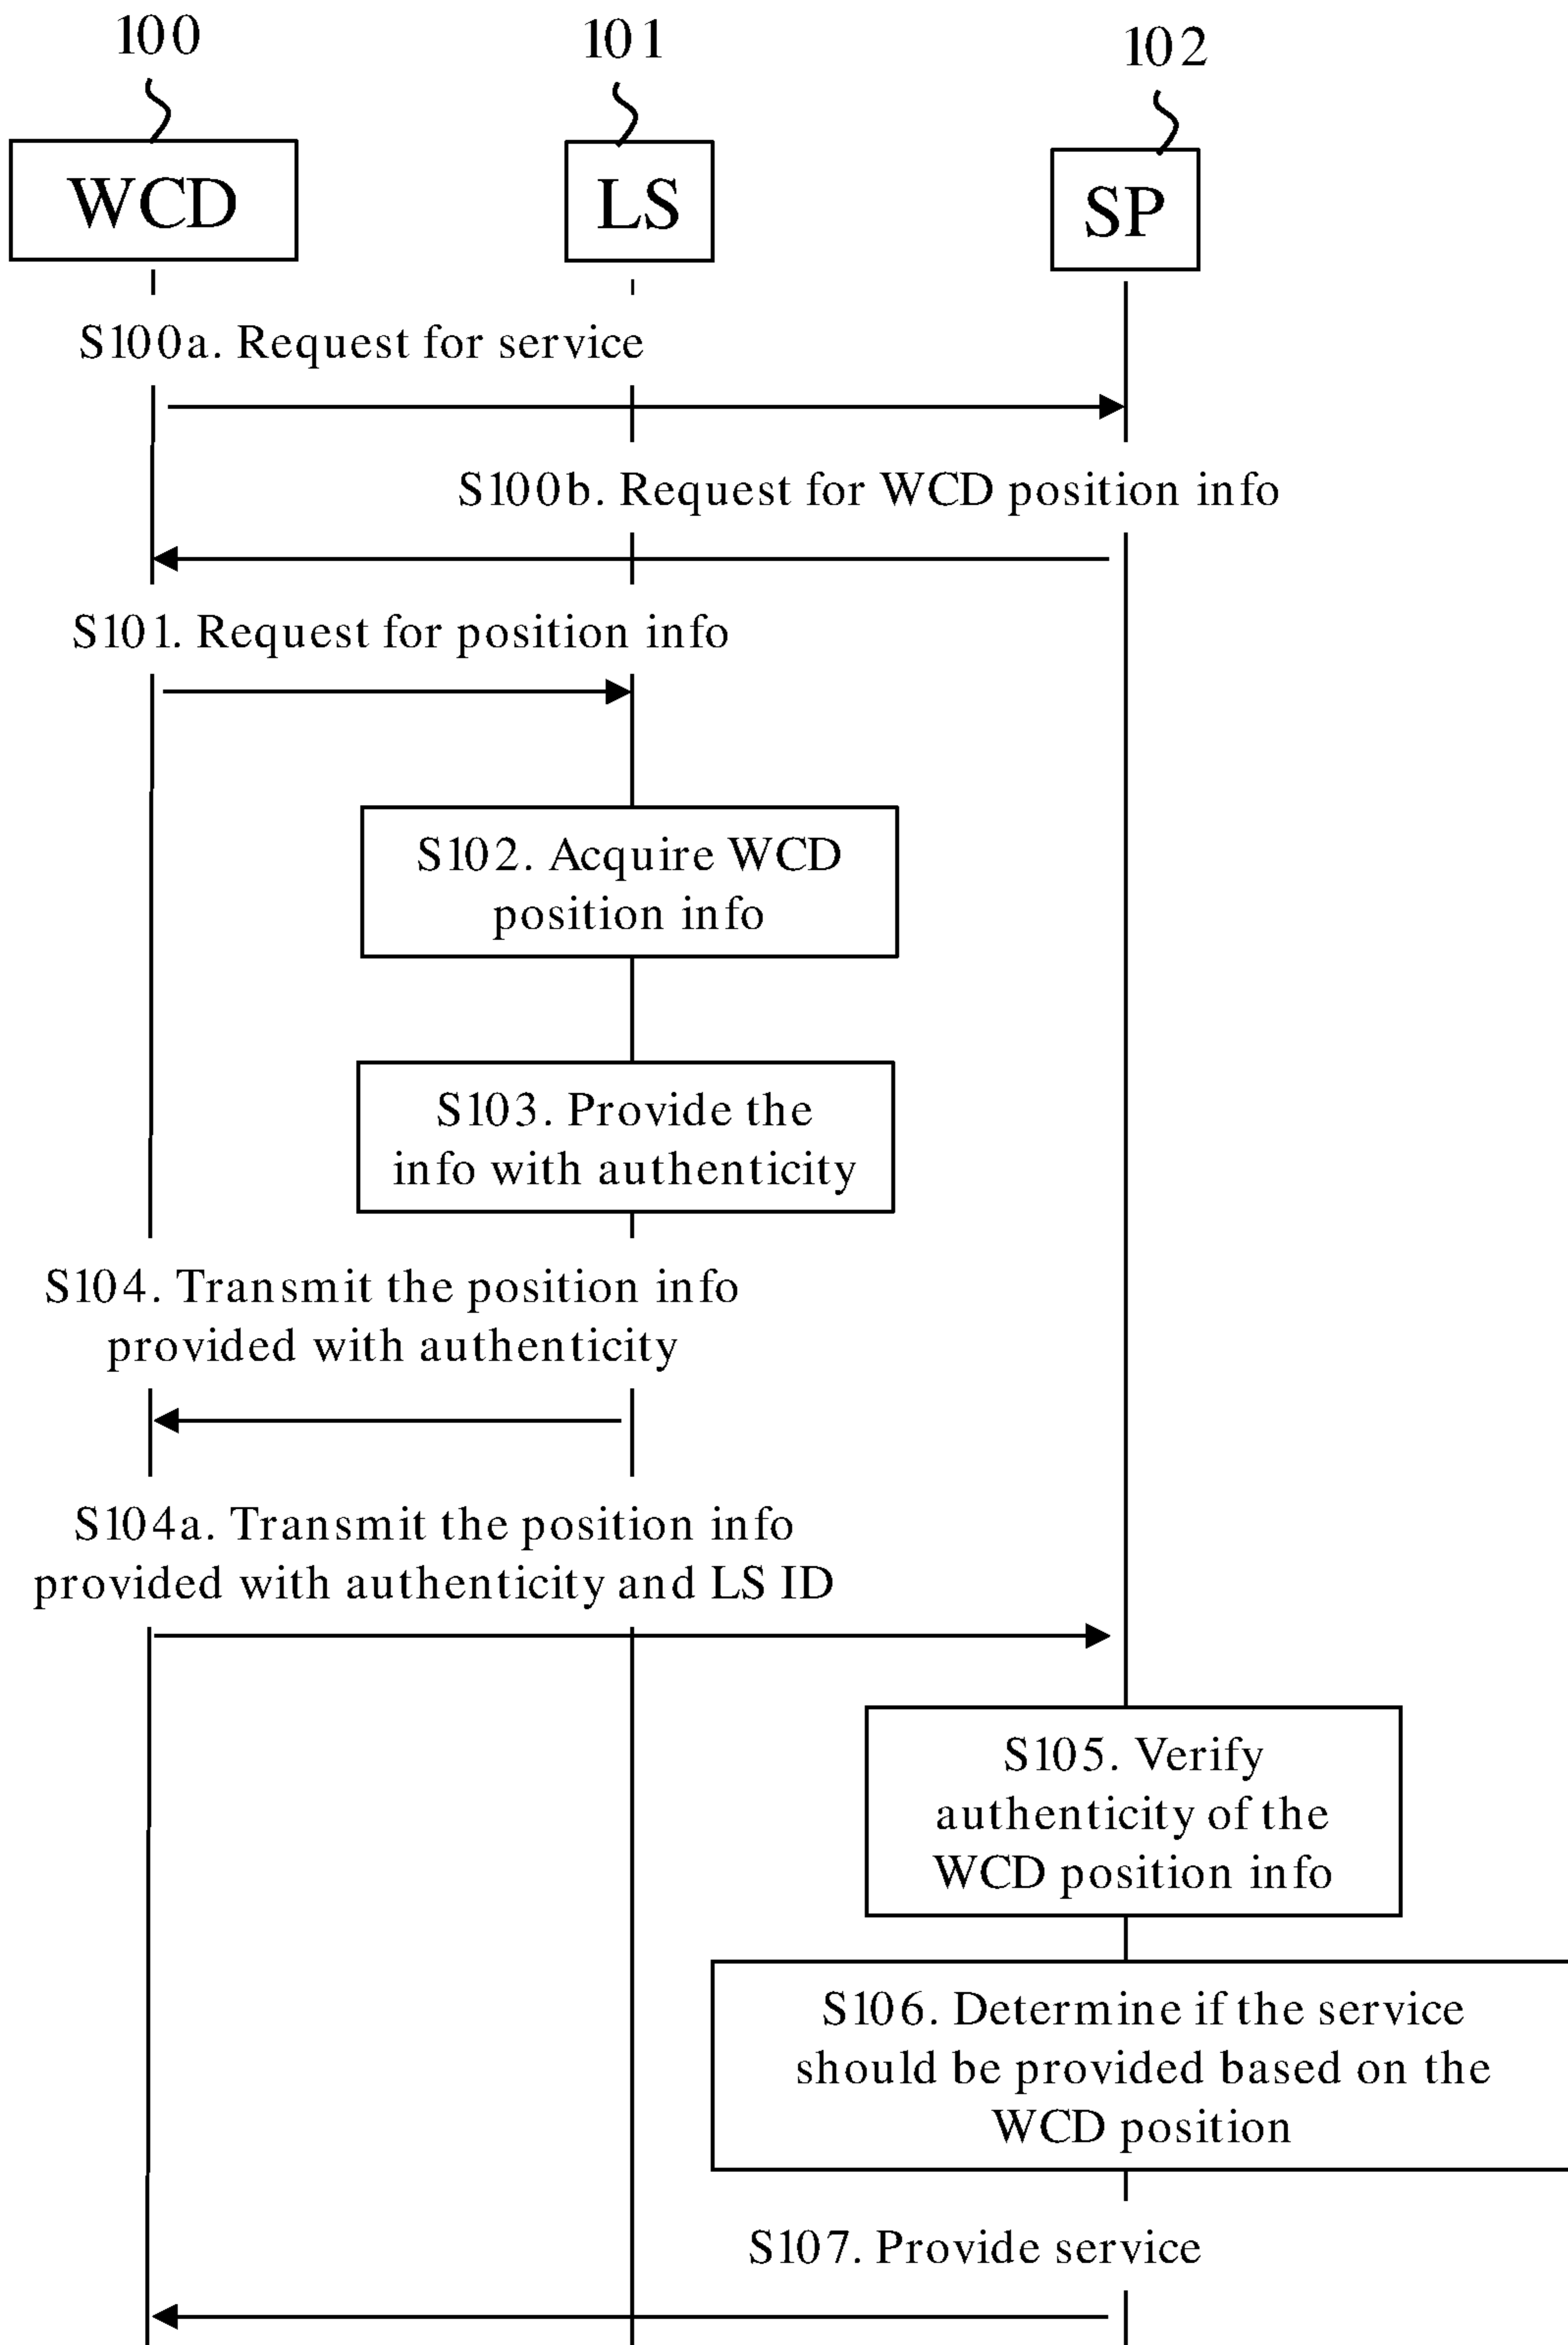 100
101
102
WCD
LS
SP
S100a. Request for service
S100b. Request for WCD position info
S101. Request for position info
S102. Acquire WCD
position info
S103. Provide the
info with authenticity
S104. Transmit the position info
provided with authenticity
S104a. Transmit the position info
provided with authenticity and LS ID
S105. Verify
authenticity of the
WCD position info
S106. Determine if the service
should be provided based on the
WCD position
S107. Provide service